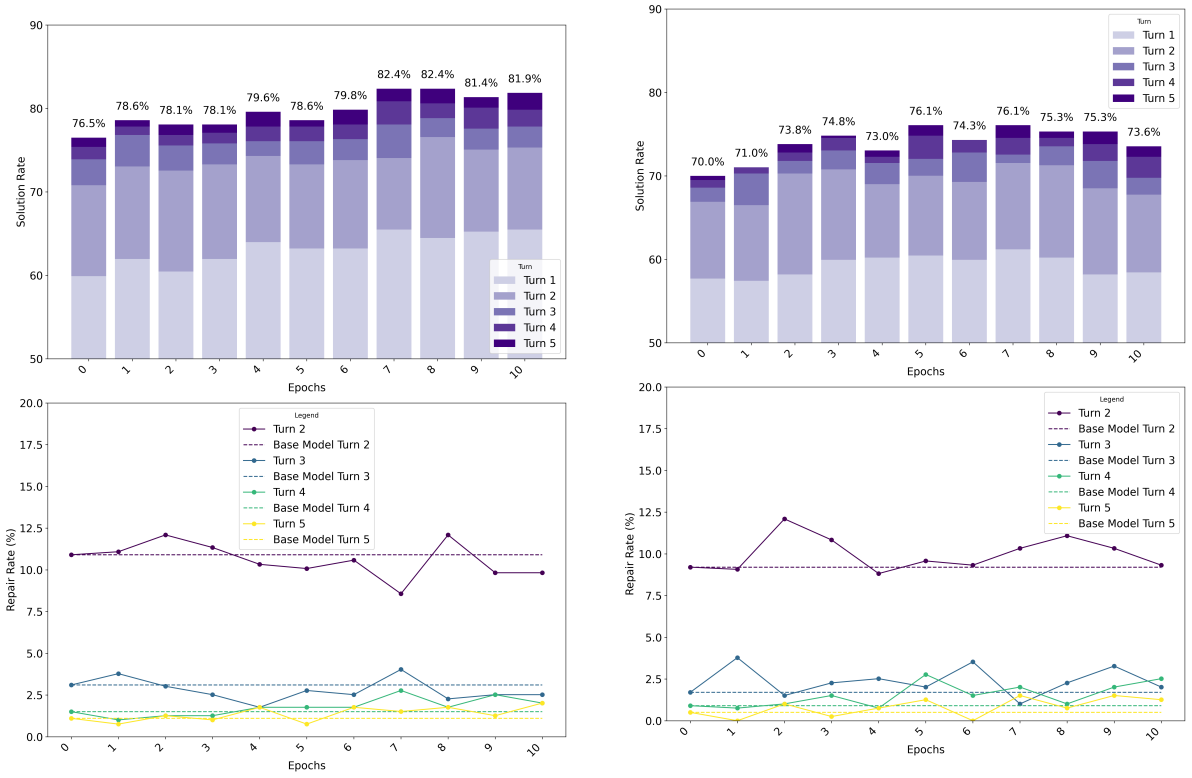 90
80
70
60
50
Solution Rate
76.5%
78.6%
78.1%
78.1%
79.6%
78.6%
79.8%
82.4%
82.4%
81.4%
81.9%
Turn
Turn 1
Turn 2
Turn 3
Turn 4
Turn 5
0 1 2 3 4 5 6 7 8 9 10
Epochs
90
80
70
60
50
Solution Rate
70.0%
71.0%
73.8%
74.8%
73.0%
76.1%
74.3%
76.1%
75.3%
75.3%
73.6%
Turn
Turn 1
Turn 2
Turn 3
Turn 4
Turn 5
0 1 2 3 4 5 6 7 8 9 10
Epochs
20.0
17.5
15.0
12.5
10.0
7.5
5.0
2.5
0.0
Repair Rate (%)
Legend
Turn 2
Base Model Turn 2
Turn 3
Base Model Turn 3
Turn 4
Base Model Turn 4
Turn 5
Base Model Turn 5
0 1 2 3 4 5 6 7 8 9 10
Epochs
20.0
17.5
15.0
12.5
10.0
7.5
5.0
2.5
0.0
Repair Rate (%)
Legend
Turn 2
Base Model Turn 2
Turn 3
Base Model Turn 3
Turn 4
Base Model Turn 4
Turn 5
Base Model Turn 5
0 1 2 3 4 5 6 7 8 9 10
Epochs